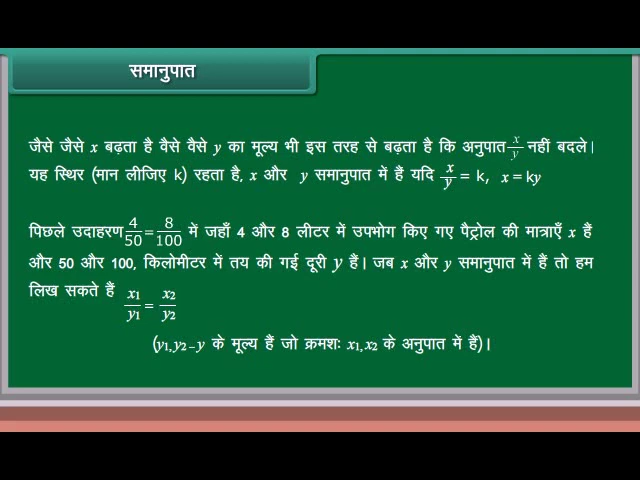 समानुपात
जैसे जैसे x बढ़ता है वैसे वैसे y का मूल्य भी इस तरह से बढ़ता है कि अनुपात x/y नहीं बदले।
यह स्थिर (मान लीजिए k) रहता है, x और y समानुपात में हैं यदि x/y = k, x = ky
पिछले उदाहरण 4/50 = 8/100 में जहाँ 4 और 8 लीटर में उपभोग किए गए पैट्रोल की मात्राएँ x हैं
और 50 और 100, किलोमीटर में तय की गई दूरी y हैं। जब x और y समानुपात में हैं तो हम
लिख सकते हैं x1/y1 = x2/y2
(y1,y2 – y के मूल्य हैं जो क्रमशः x1,x2 के अनुपात में हैं)।